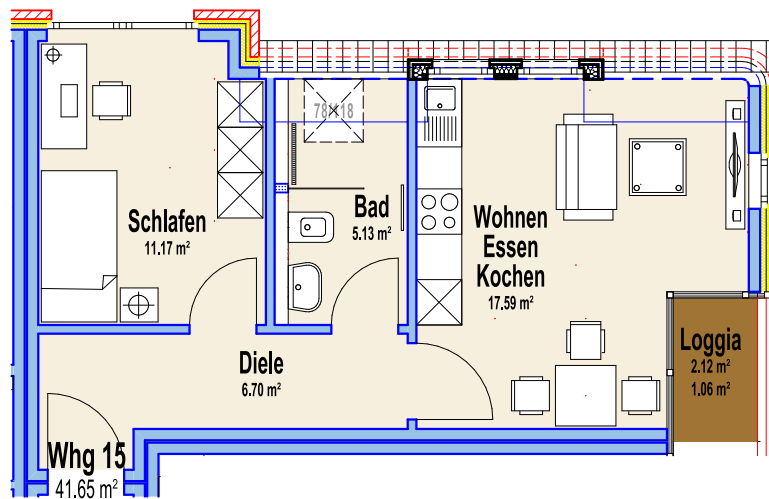 78 18
Schlafen
11.17 m²
Bad
5.13 m²
Wohnen
Essen
Kochen
17.59 m²
Diele
6.70 m²
Loggia
2.12 m²
1.06 m²
Whg 15
41.65 m²